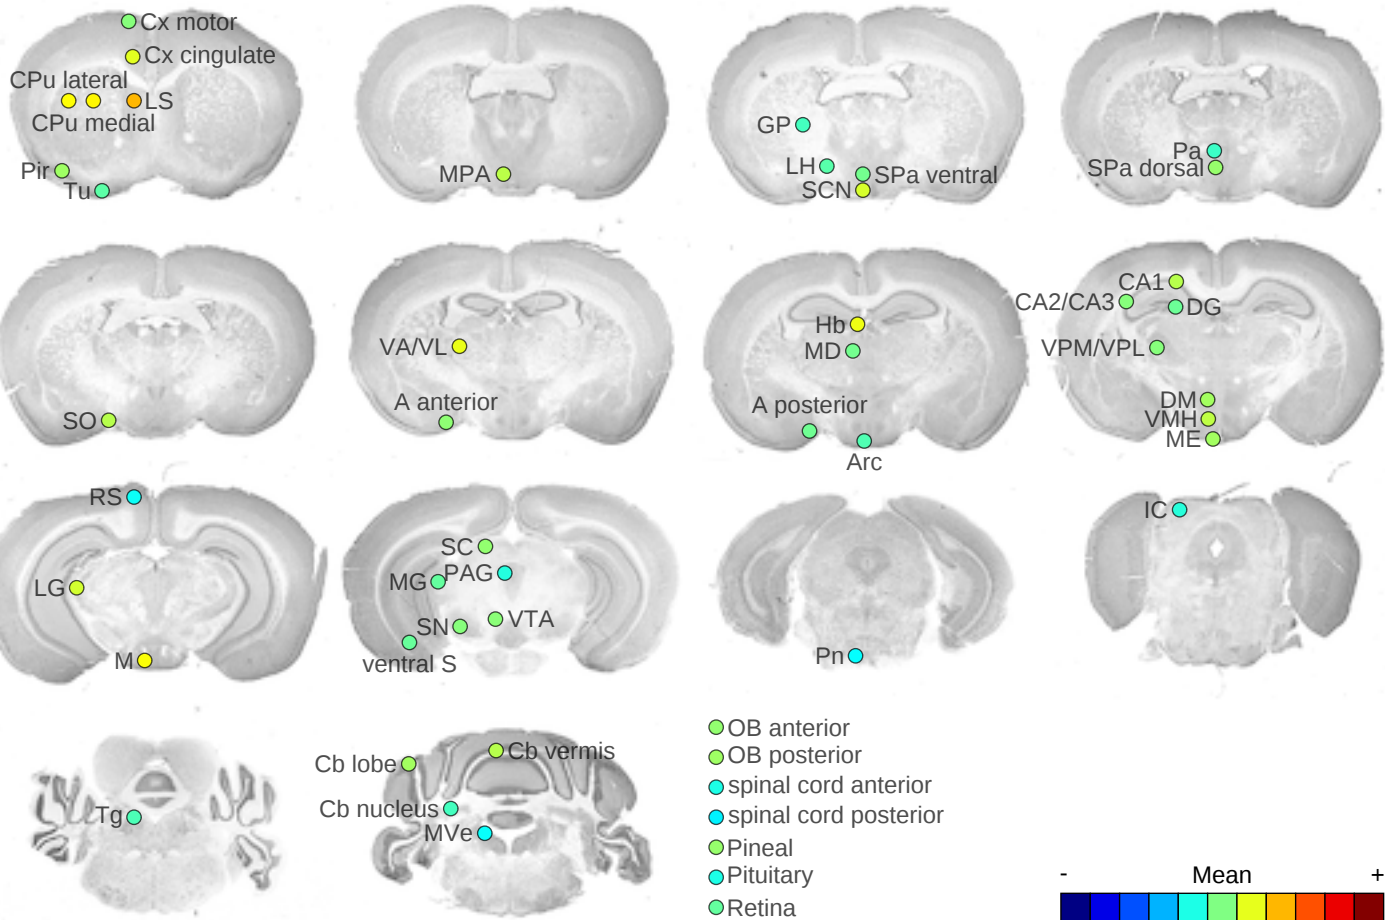 Cx motor
Cx cingulate
CPu lateral
LS
CPu medial
Pir
Tu
MPA
GP
LH
SPa ventral
SCN
Pa
SPa dorsal
SO
VA/VL
A anterior
Hb
MD
A posterior
Arc
CA1
CA2/CA3
DG
VPM/VPL
DM
VMH
ME
RS
LG
M
SC
PAG
MG
VTA
SN
ventral S
Pn
IC
Tg
Cb vermis
Cb lobe
Cb nucleus
MVe
OB anterior
OB posterior
spinal cord anterior
spinal cord posterior
Pineal
Pituitary
Retina
- Mean +